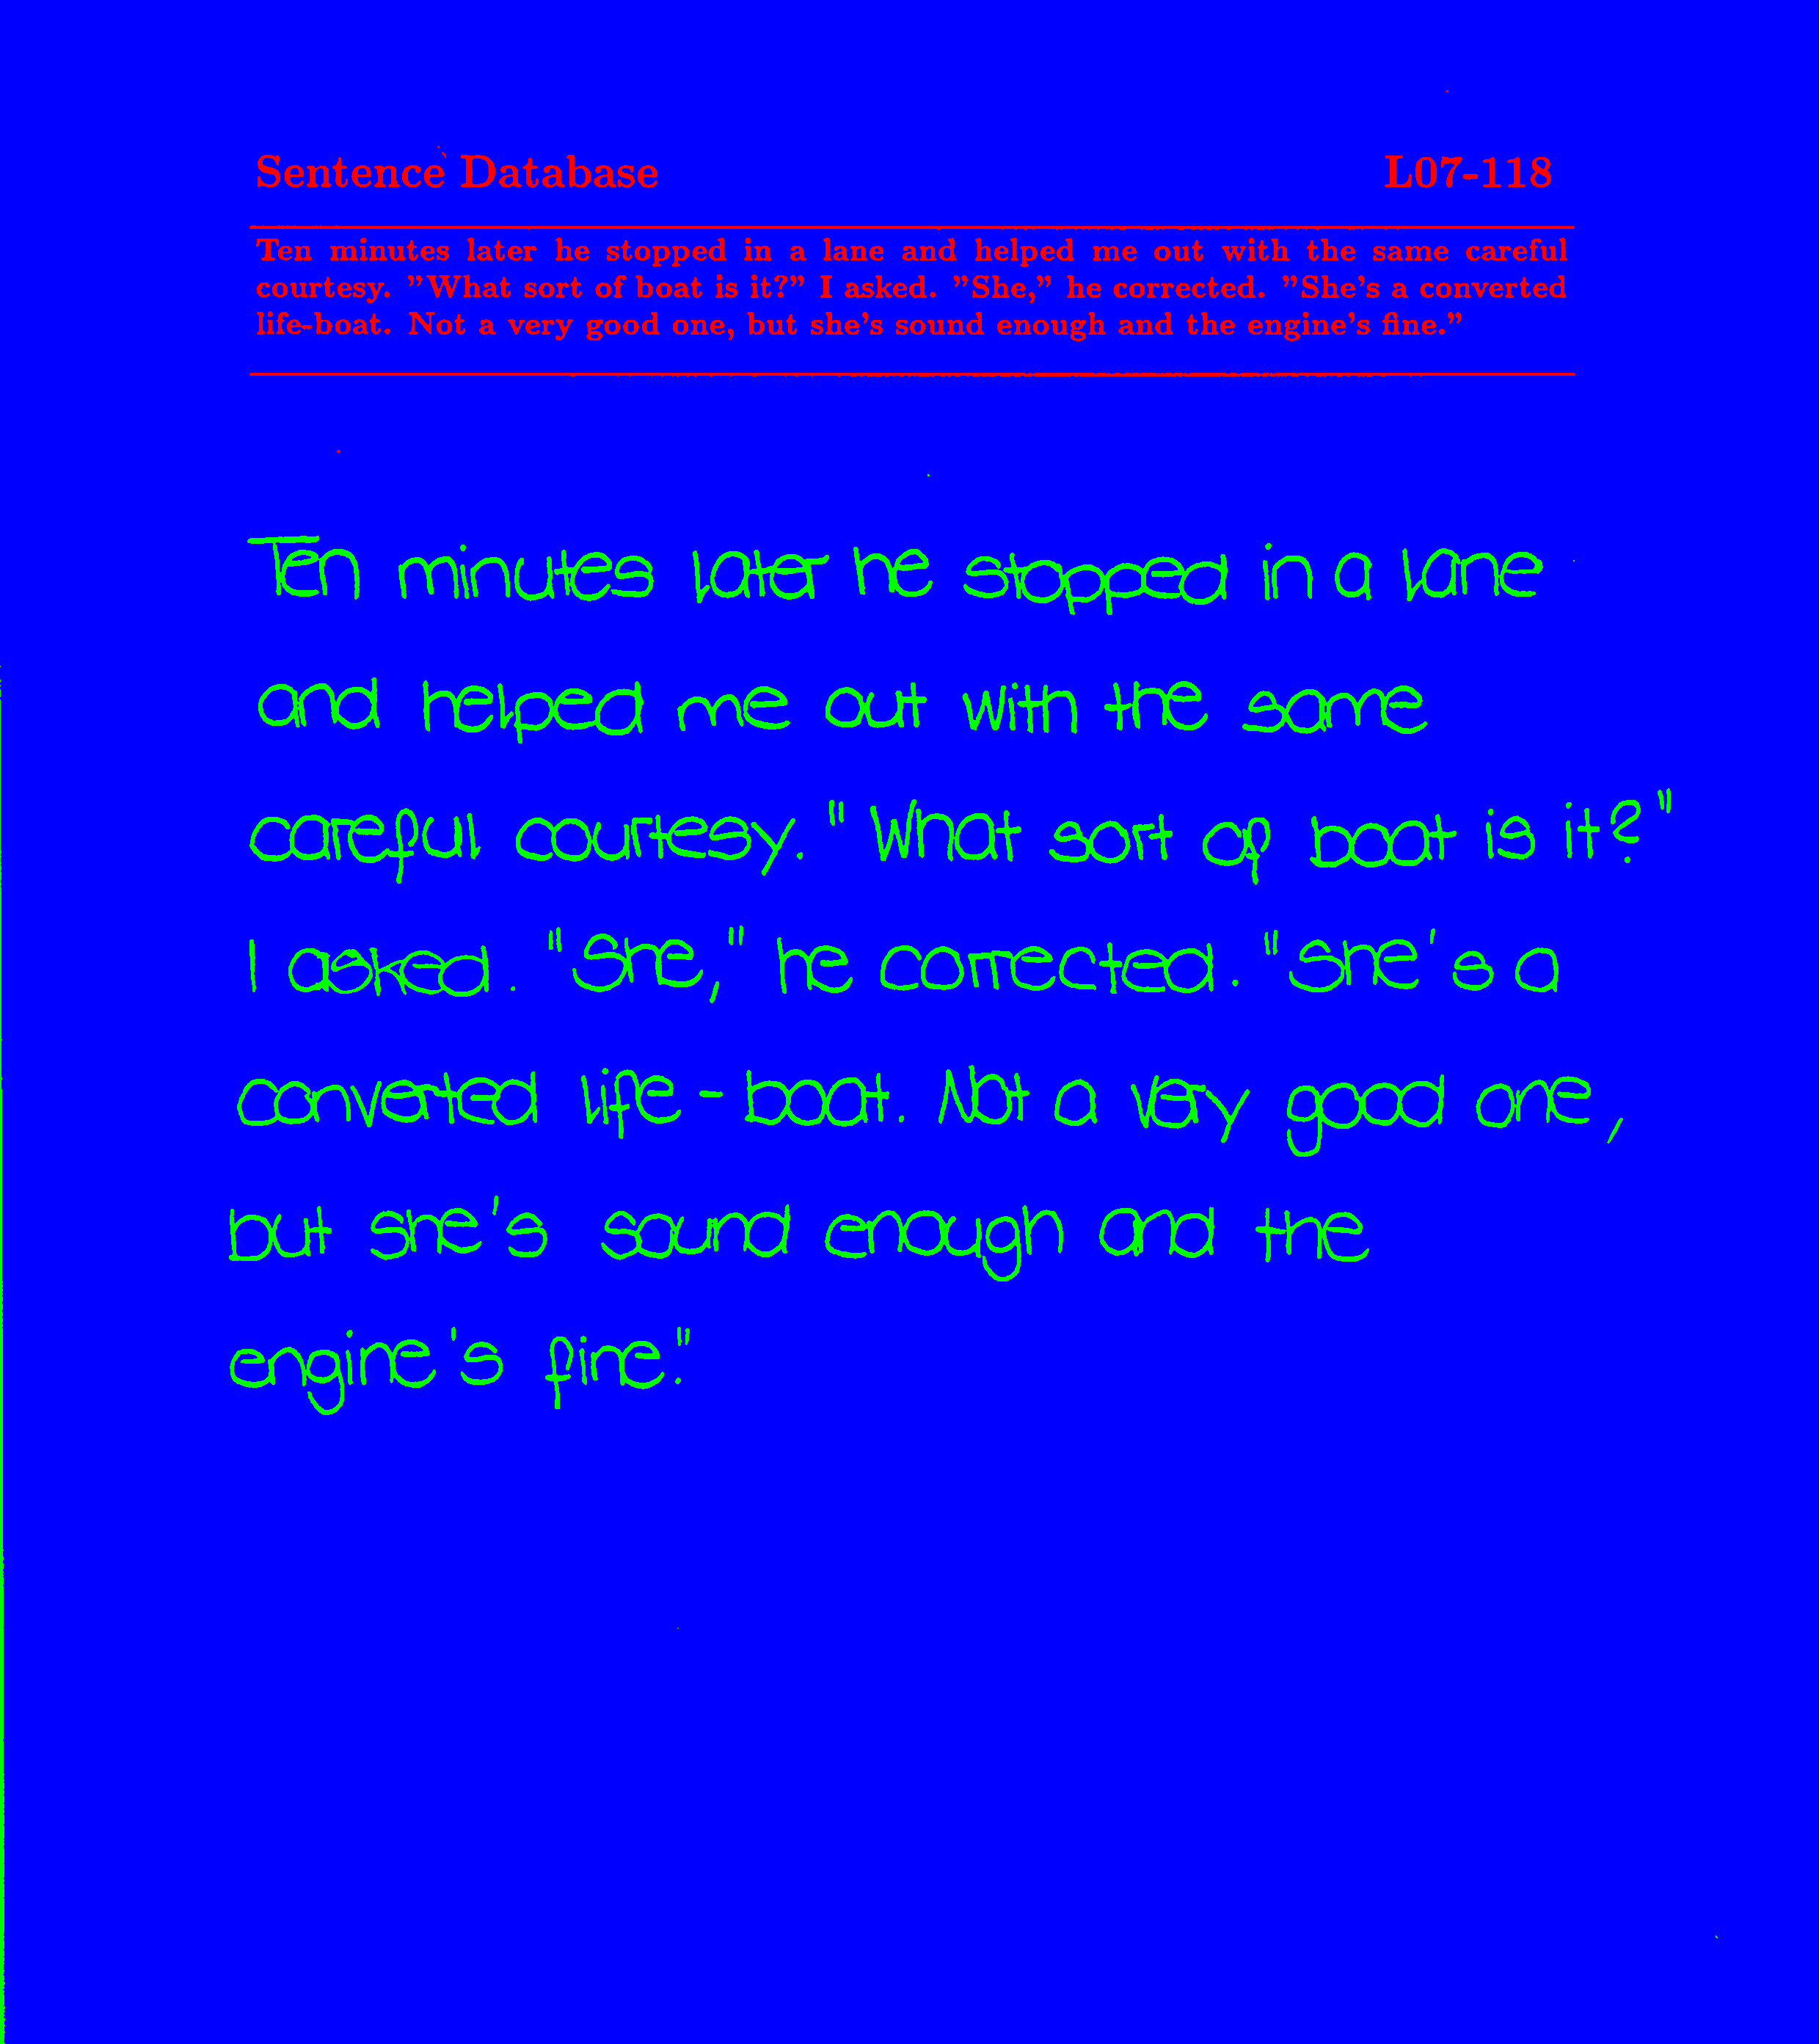 Sentence Database L07-118
Ten minutes later he stopped in a lane and helped me out with the same careful
courtesy. "What sort of boat is it?" I asked. "She," he corrected. "She's a converted
life-boat. Not a very good one, but she's sound enough and the engine's fine."
Ten minutes later he stopped in a lane
and helped me out with the same
careful courtesy. "What sort of boat is it?"
I asked. "She," he corrected. "She's a
converted life-boat. Not a very good one,
but she's sound enough and the
engine's fine."